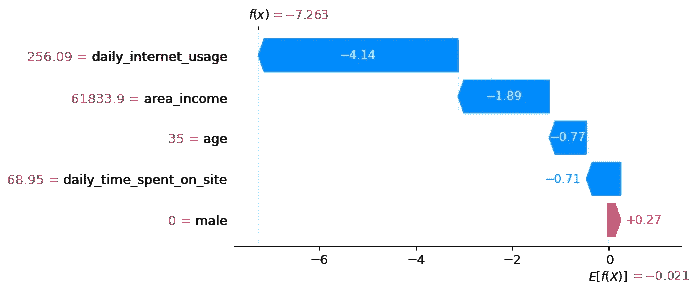 f(x) = −7.263
256.09 = daily_internet_usage
−4.14
61833.9 = area_income
−1.89
35 = age
−0.77
68.95 = daily_time_spent_on_site
−0.71
0 = male
+0.27
−6 −4 −2 0
E[f(X)] = −0.021